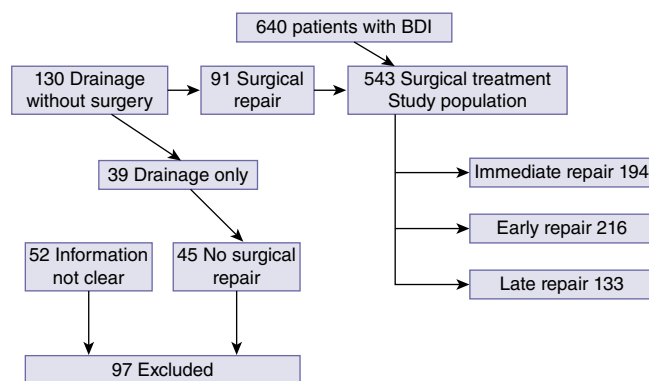 640 patients with BDI
130 Drainage
without surgery
91 Surgical
repair
543 Surgical treatment
Study population
39 Drainage only
Immediate repair 194
Early repair 216
52 Information
not clear
45 No surgical
repair
Late repair 133
97 Excluded